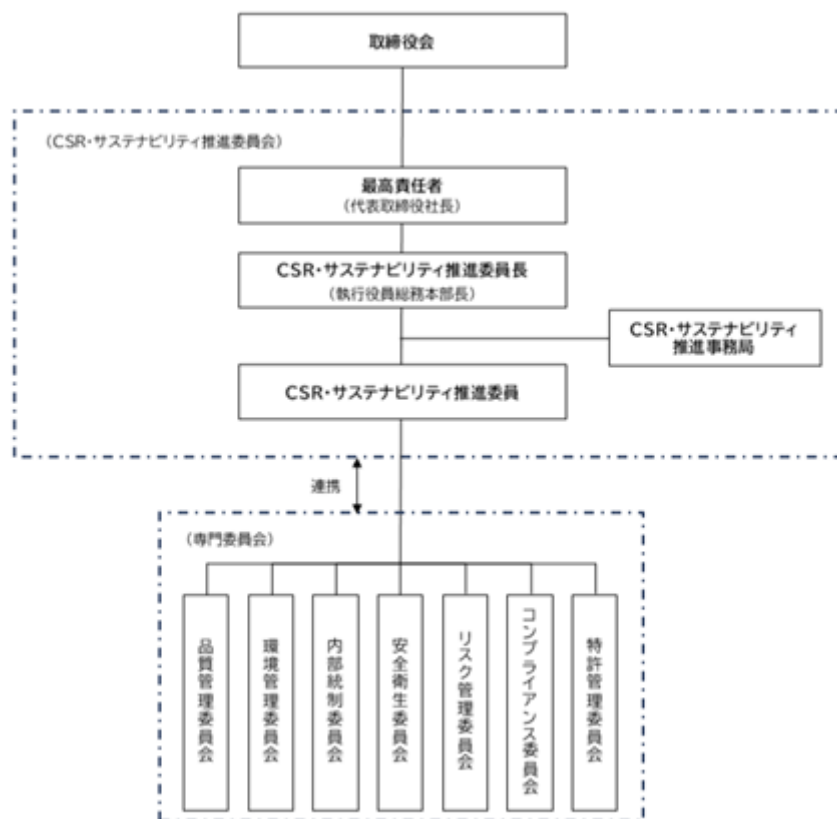 取締役会
（CSR・サステナビリティ推進委員会）
最高責任者
（代表取締役社長）
CSR・サステナビリティ推進委員長
（執行役員総務本部長）
CSR・サステナビリティ
推進事務局
CSR・サステナビリティ推進委員
連携
（専門委員会）
品質管理委員会
環境管理委員会
内部統制委員会
安全衛生委員会
リスク管理委員会
コンプライアンス委員会
特許管理委員会